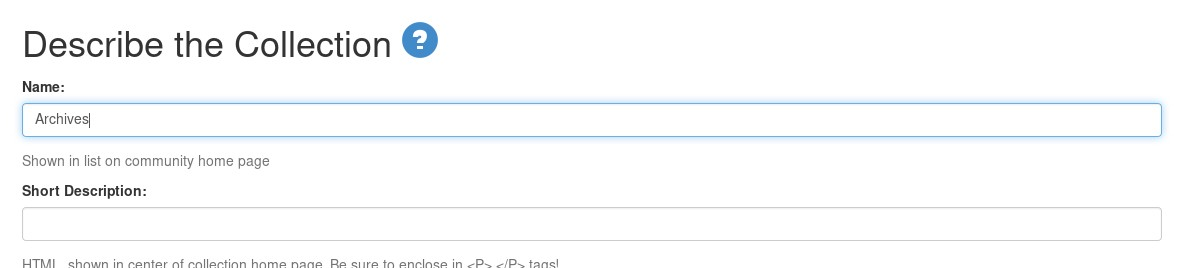 Describe the Collection ?
Name:
Archives
Shown in list on community home page
Short Description:
HTML, shown in center of collection home page. Be sure to enclose in <P> </P> tags!